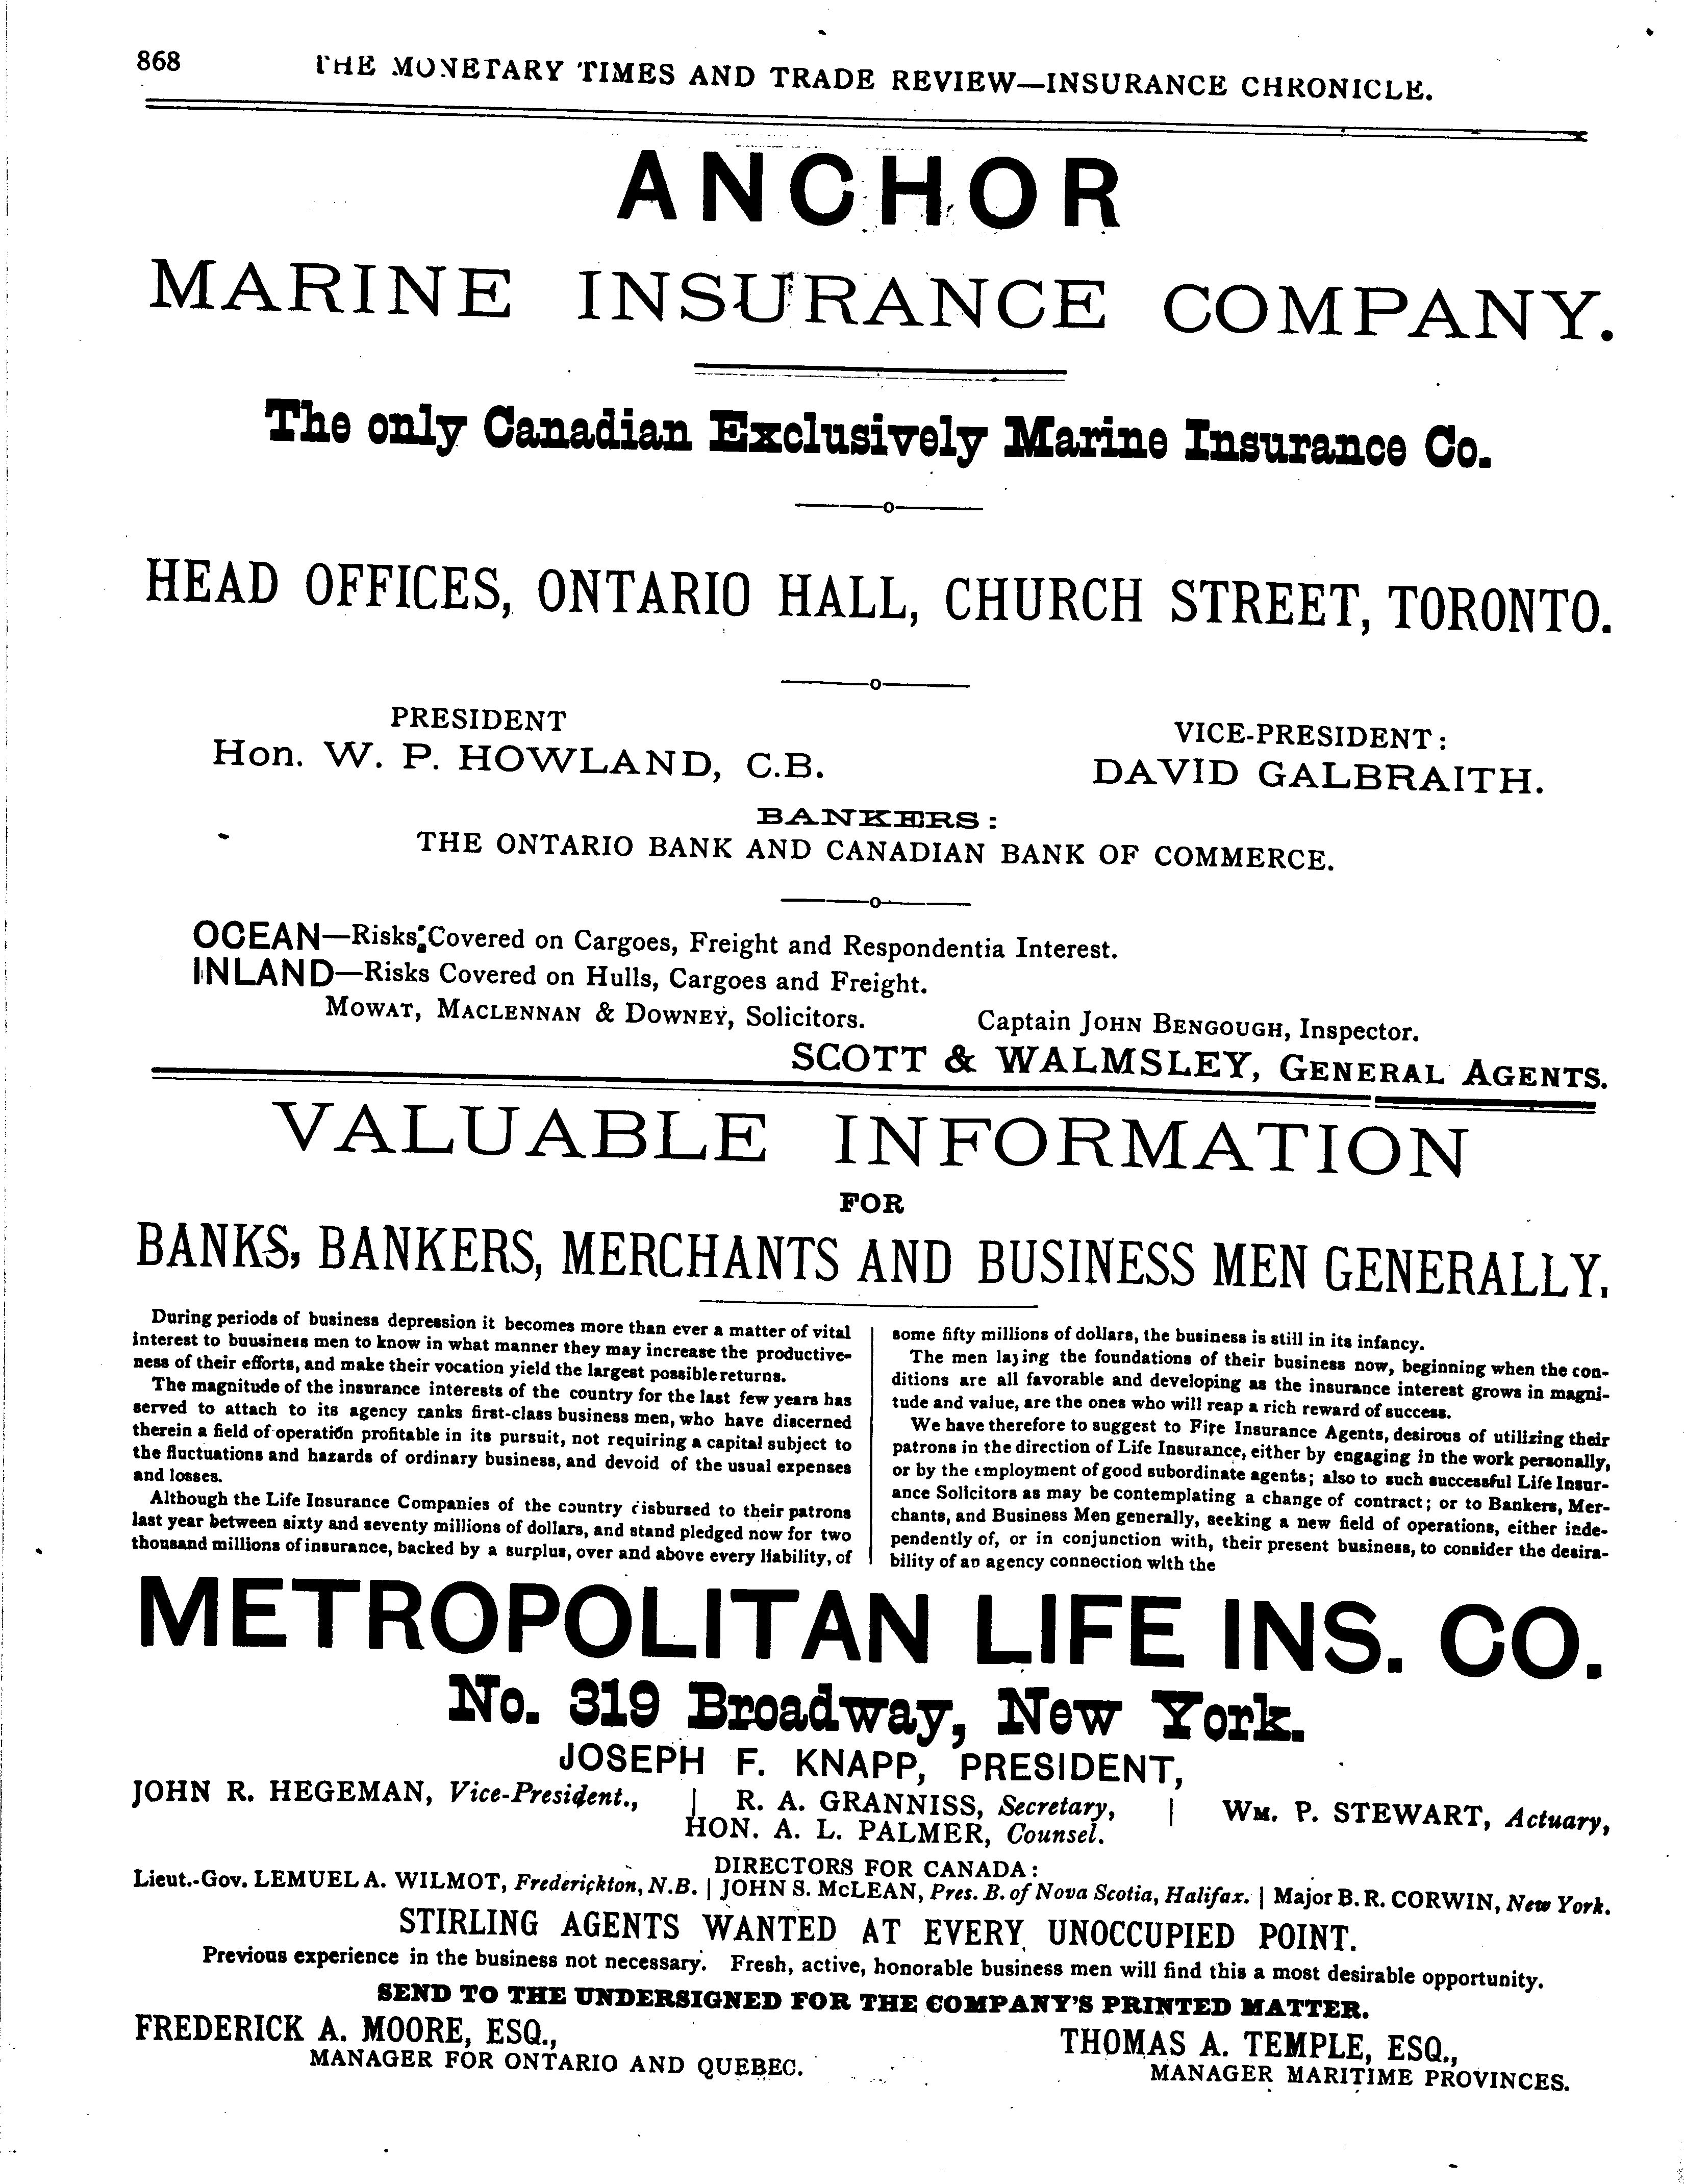 868
THE MONETARY TIMES AND TRADE REVIEW—INSURANCE CHRONICLE.
ANCHOR
MARINE INSURANCE COMPANY.
The only Canadian Exclusively Marine Insurance Co.
HEAD OFFICES, ONTARIO HALL, CHURCH STREET, TORONTO.
PRESIDENT
Hon. W. P. HOWLAND, C.B.
VICE-PRESIDENT:
DAVID GALBRAITH.
BANKERS:
THE ONTARIO BANK AND CANADIAN BANK OF COMMERCE.
OCEAN—Risks Covered on Cargoes, Freight and Respondentia Interest.
INLAND—Risks Covered on Hulls, Cargoes and Freight.
MOWAT, MACLENNAN & DOWNEY, Solicitors. Captain JOHN BENGOUGH, Inspector.
SCOTT & WALMSLEY, GENERAL AGENTS.
VALUABLE INFORMATION
FOR
BANKS, BANKERS, MERCHANTS AND BUSINESS MEN GENERALLY.
During periods of business depression it becomes more than ever a matter of vital
interest to buusiness men to know in what manner they may increase the productive-
ness of their efforts, and make their vocation yield the largest possible returns.
The magnitude of the insurance interests of the country for the last few years has
served to attach to its agency ranks first-class business men, who have discerned
therein a field of operation profitable in its pursuit, not requiring a capital subject to
the fluctuations and hazards of ordinary business, and devoid of the usual expenses
and losses.
Although the Life Insurance Companies of the country disbursed to their patrons
last year between sixty and seventy millions of dollars, and stand pledged now for two
thousand millions of insurance, backed by a surplus, over and above every liability, of
some fifty millions of dollars, the business is still in its infancy.
The men laying the foundations of their business now, beginning when the con-
ditions are all favorable and developing as the insurance interest grows in magni-
tude and value, are the ones who will reap a rich reward of success.
We have therefore to suggest to Fire Insurance Agents, desirous of utilizing their
patrons in the direction of Life Insurance, either by engaging in the work personally,
or by the employment of good subordinate agents; also to such successful Life Insur-
ance Solicitors as may be contemplating a change of contract; or to Bankers, Mer-
chants, and Business Men generally, seeking a new field of operations, either inde-
pendently of, or in conjunction with, their present business, to consider the desira-
bility of an agency connection with the
METROPOLITAN LIFE INS. CO.
No. 319 Broadway, New York.
JOSEPH F. KNAPP, PRESIDENT,
JOHN R. HEGEMAN, Vice-President., | R. A. GRANNISS, Secretary, | WM. P. STEWART, Actuary,
HON. A. L. PALMER, Counsel.
DIRECTORS FOR CANADA:
Lieut.-Gov. LEMUEL A. WILMOT, Frederickton, N.B. | JOHN S. McLEAN, Pres. B. of Nova Scotia, Halifax. | Major B. R. CORWIN, New York.
STIRLING AGENTS WANTED AT EVERY UNOCCUPIED POINT.
Previous experience in the business not necessary. Fresh, active, honorable business men will find this a most desirable opportunity.
SEND TO THE UNDERSIGNED FOR THE COMPANY'S PRINTED MATTER.
FREDERICK A. MOORE, ESQ.,
MANAGER FOR ONTARIO AND QUEBEC.
THOMAS A. TEMPLE, ESQ.,
MANAGER MARITIME PROVINCES.